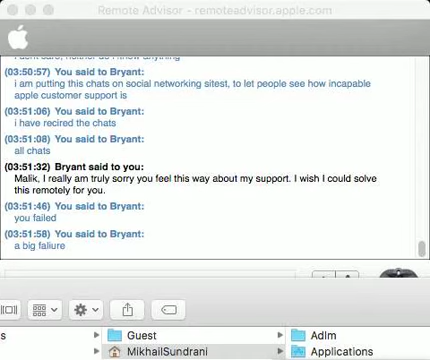 Remote Advisor - remoteadvisor.apple.com
(03:50:57) You said to Bryant:
i am putting this chats on social networking sitest, to let people see how incapable
apple customer support is
(03:51:06) You said to Bryant:
i have recired the chats
(03:51:08) You said to Bryant:
all chats
(03:51:32) Bryant said to you:
Malik, I really am truly sorry you feel this way about my support. I wish I could solve
this remotely for you.
(03:51:46) You said to Bryant:
you failed
(03:51:58) You said to Bryant:
a big faliure
s
Guest
Adlm
MikhailSundrani
Applications